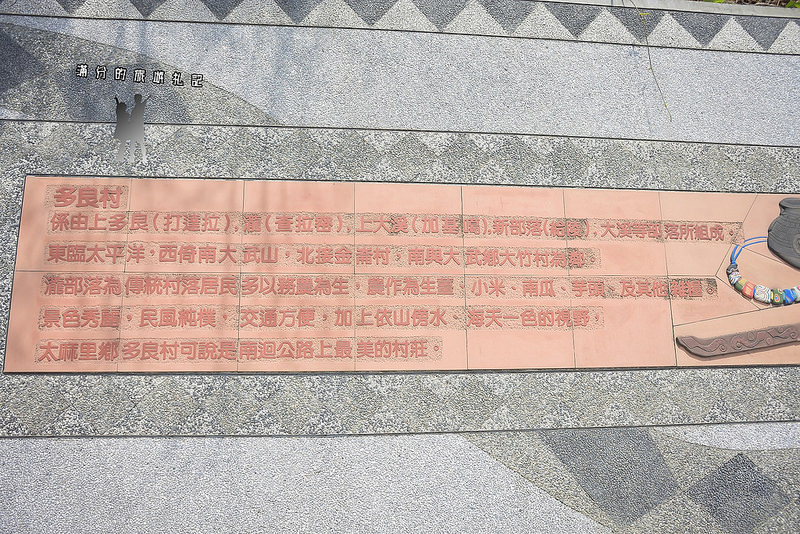 滿分的旅遊札記
多良村
係由上多良(打達拉),瀧(查拉密),上大溪(加基喝),新部落(給),大溪等部落所組成。
東臨太平洋,西倚南大武山,北接金崙村,南與大武鄉大竹村為鄰。
瀧部落為傳統村落居民多以務農為生,農作為生薑,小米、南瓜、芋頭、及其他雜糧。
景色秀麗,民風純樸,交通方便,加上依山傍水,海天一色的視野,
太麻里鄉多良村可說是南迴公路上最美的村莊。